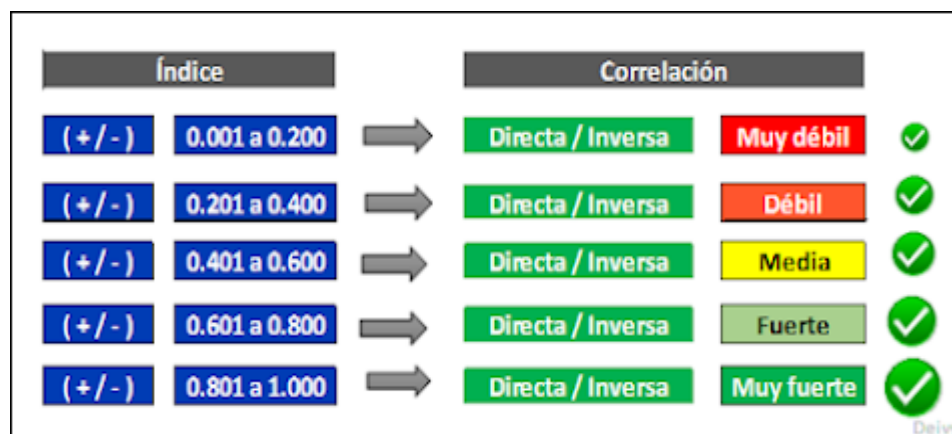 Índice Correlación
(+/-) 0.001 a 0.200 Directa / Inversa Muy débil
(+/-) 0.201 a 0.400 Directa / Inversa Débil
(+/-) 0.401 a 0.600 Directa / Inversa Media
(+/-) 0.601 a 0.800 Directa / Inversa Fuerte
(+/-) 0.801 a 1.000 Directa / Inversa Muy fuerte